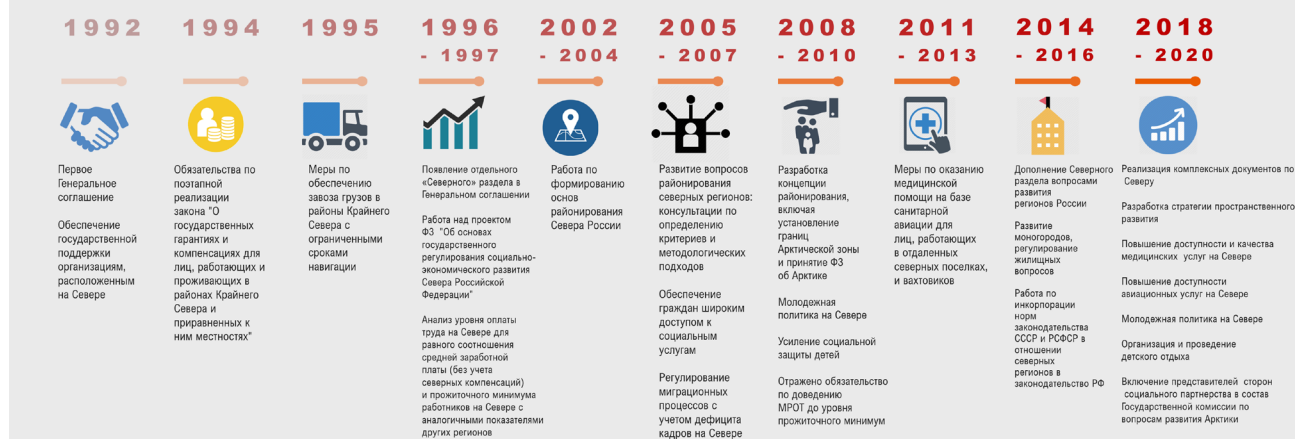 1992
Первое
Генеральное
соглашение
Обеспечение
государственной
поддержки
организациям,
расположенным
на Севере
1994
Обязательства по
поэтапной
реализации
закона "О
государственных
гарантиях и
компенсациях для
лиц, работающих и
проживающих в
районах Крайнего
Севера и
приравненных к
ним местностях"
1995
Меры по
обеспечению
завоза грузов в
районы Крайнего
Севера с
ограниченными
сроками
навигации
1996
- 1997
Появление отдельного
«Северного» раздела в
Генеральном соглашении
Работа над проектом
ФЗ "Об основах
государственного
регулирования социально-
экономического развития
Севера Российской
Федерации"
Анализ уровня оплаты
труда на Севере для
равного соотношения
средней заработной
платы (без учета
северных компенсаций)
и прожиточного минимума
работников на Севере с
аналогичными показателями
других регионов
2002
- 2004
Работа по
формированию
основ
районирования
Севера России
2005
- 2007
Развитие вопросов
районирования
северных регионов:
консультации по
определению
критериев и
методологических
подходов
Обеспечение
граждан широким
доступом к
социальным
услугам
Регулирование
миграционных
процессов с
учетом дефицита
кадров на Севере
2008
- 2010
Разработка
концепции
районирования,
включая
установление
границ
Арктической зоны
и принятие ФЗ
об Арктике
Молодежная
политика на Севере
Усиление социальной
защиты детей
Отражено обязательство
по доведению
МРОТ до уровня
прожиточного минимум
2011
- 2013
Меры по оказанию
медицинской
помощи на базе
санитарной
авиации для
лиц, работающих
в отдаленных
северных поселках,
и вахтовиков
2014
- 2016
Дополнение Северного
раздела вопросами
развития
регионов России
Развитие
моногородов,
регулирование
жилищных
вопросов
Работа по
инкорпорации
норм
законодательства
СССР и РСФСР в
отношении
северных
регионов в
законодательство РФ
2018
- 2020
Реализация комплексных документов по
Северу
Разработка стратегии пространственного
развития
Повышение доступности и качества
медицинских услуг на Севере
Повышение доступности
авиационных услуг на Севере
Молодежная политика на Севере
Организация и проведение
детского отдыха
Включение представителей сторон
социального партнерства в состав
Государственной комиссии по
вопросам развития Арктики